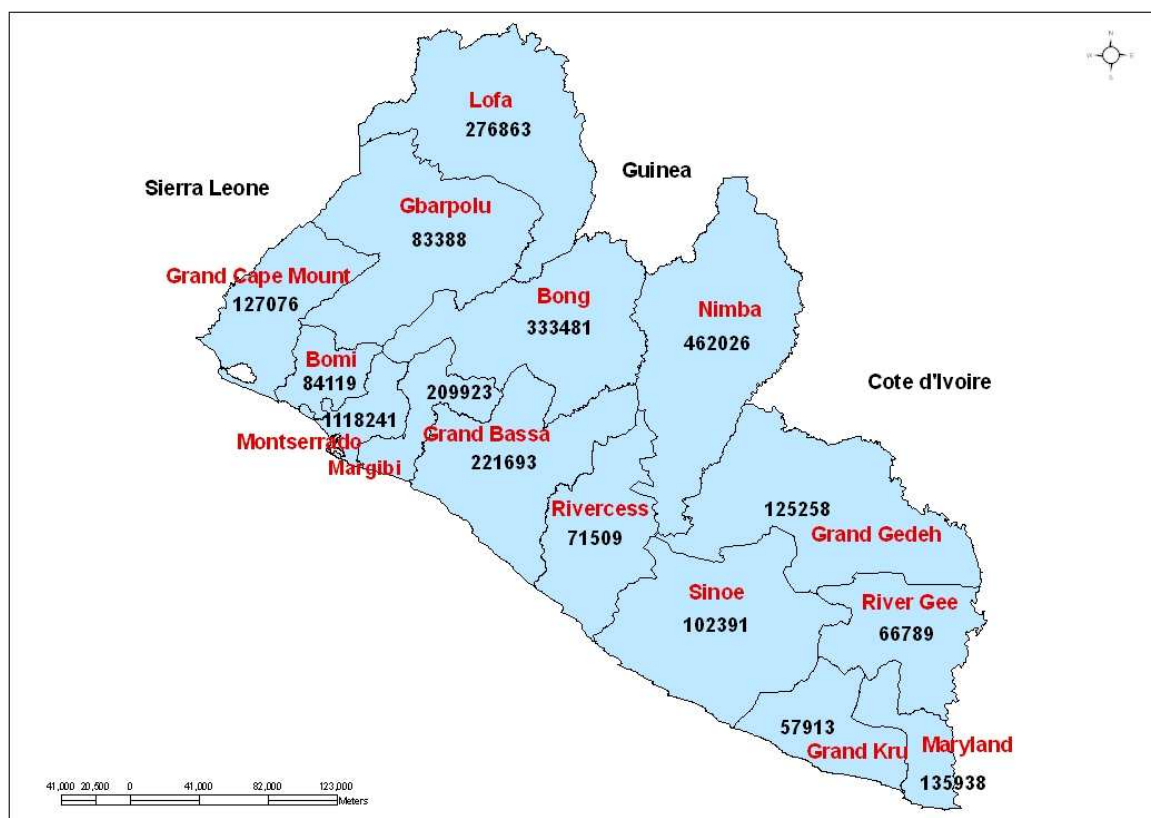 N
W E
S
Lofa
276863
Guinea
Sierra Leone
Gbarpolu
83388
Grand Cape Mount
127076
Bong
333481
Nimba
462026
Bomi
84119
209923
Cote d'Ivoire
1118241
Montserrado
Margibi
Grand Bassa
221693
Rivercess
71509
125258
Grand Gedeh
Sinoe
102391
River Gee
66789
57913
Grand Kru
Maryland
135938
41,000 20,500 0 41,000 82,000 123,000
Meters